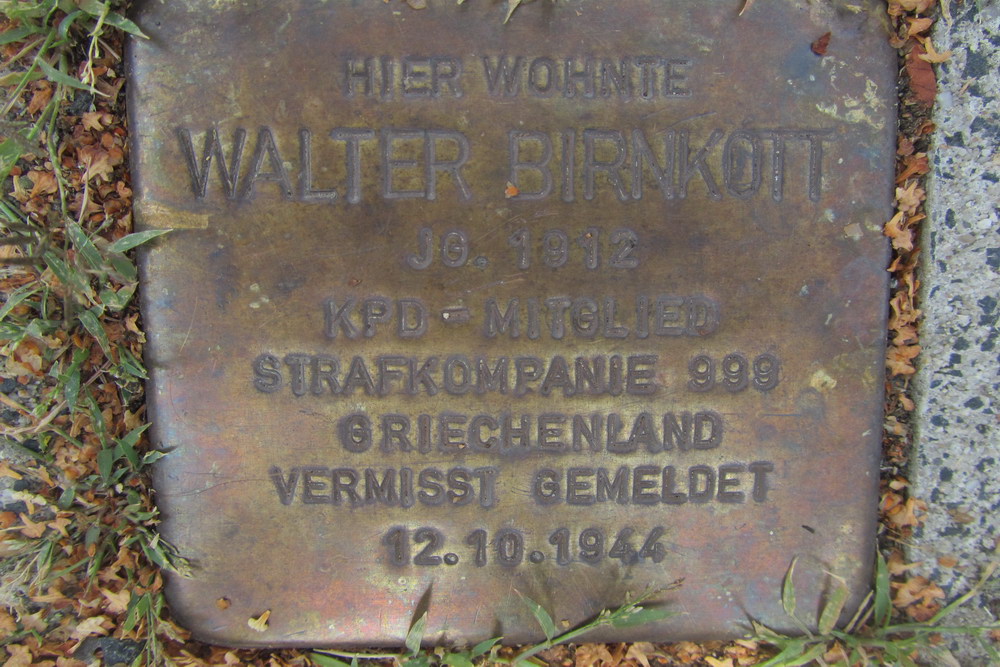 HIER WOHNTE
WALTER BIRNKOTT
JG. 1912
KPD - MITGLIED
STRAFKOMPANIE 999
GRIECHENLAND
VERMISST GEMELDET
12.10.1944